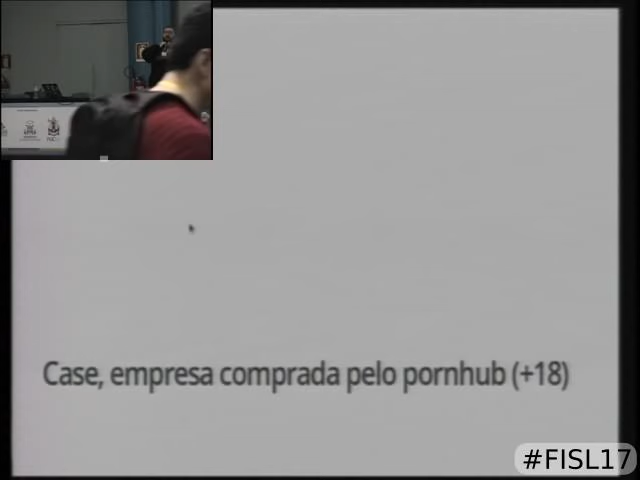 Case, empresa comprada pelo pornhub (+18)
#FISL17